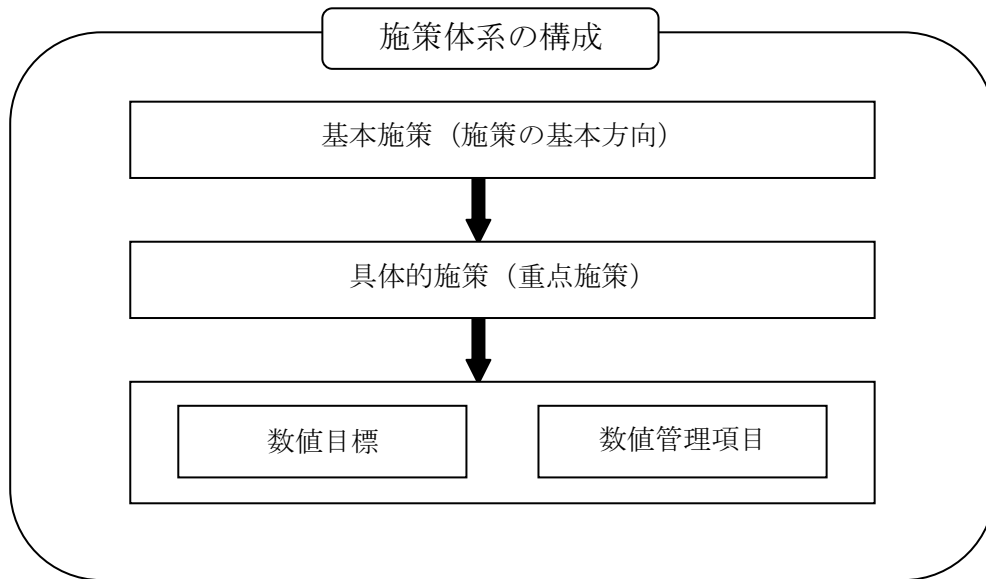 施策体系の構成
基本施策（施策の基本方向）
具体的施策（重点施策）
数値目標
数値管理項目